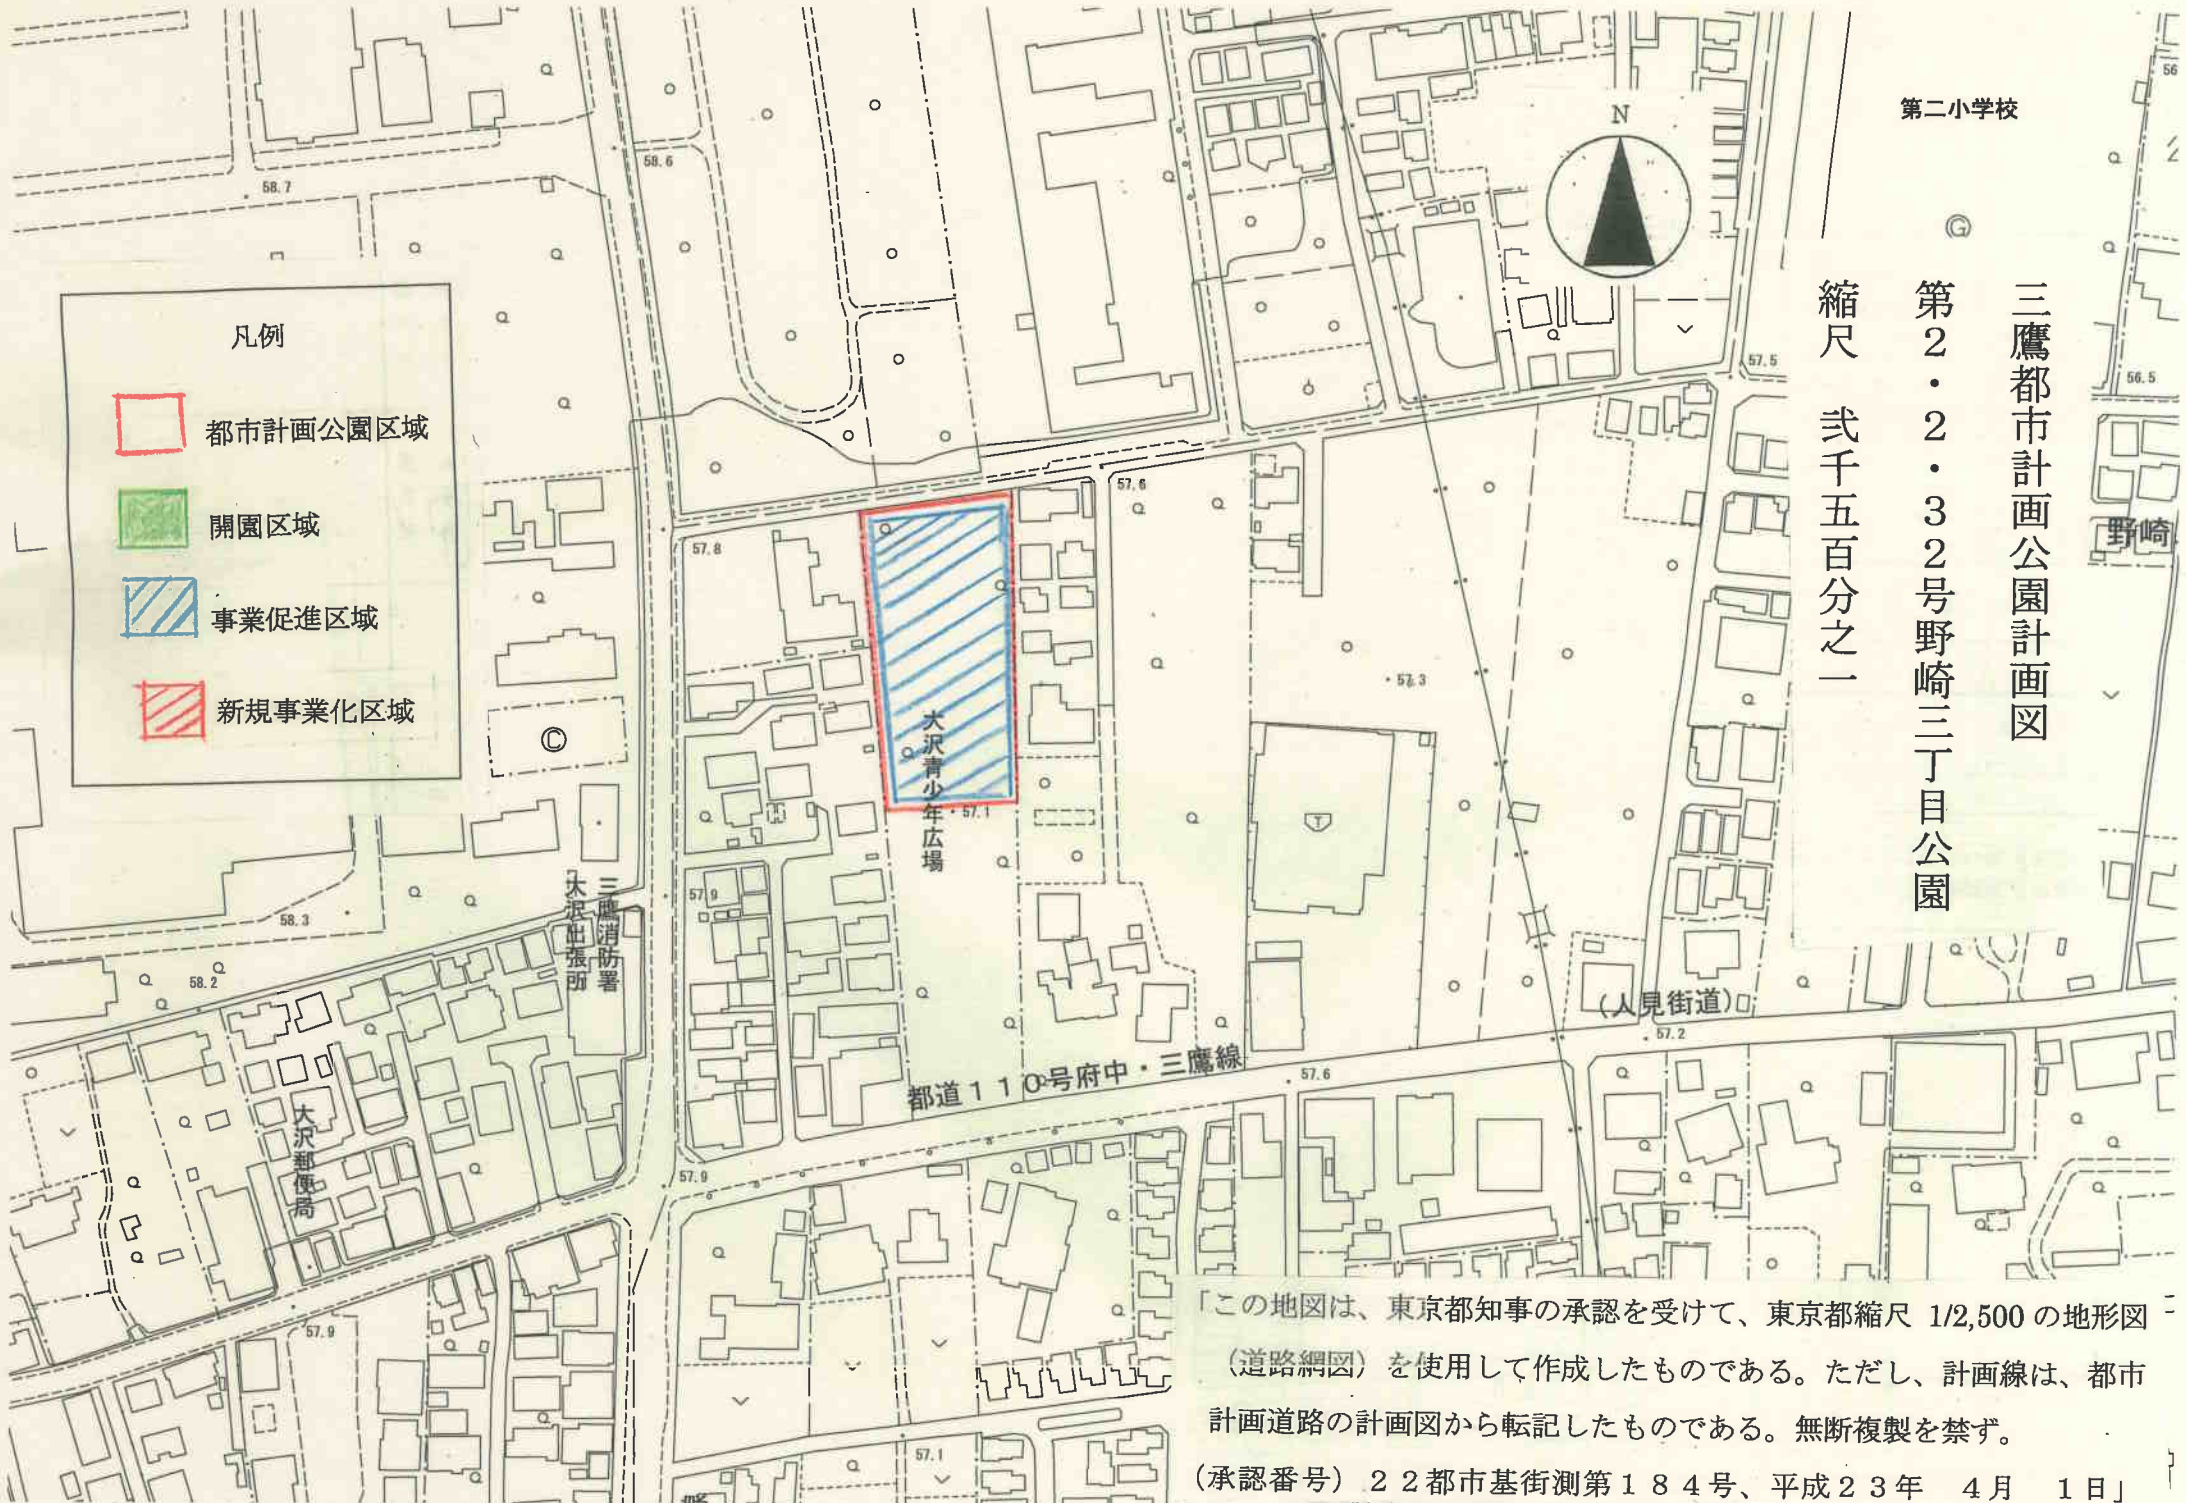 三鷹都市計画公園計画図
第２・２・３２号野崎三丁目公園
縮尺　弐千五百分之一
凡例
都市計画公園区域
開園区域
事業促進区域
新規事業化区域
N
第二小学校
G
野崎
56
58.6
58.7
57.5
56.5
57.6
57.8
57.3
大沢青少年広場
57.1
C
T
H
57.9
58.3
58.2
三鷹消防署
大沢出張所
(人見街道)
57.2
都道１１０号府中・三鷹線
57.6
大沢郵便局
57.9
57.9
57.1
「この地図は、東京都知事の承認を受けて、東京都縮尺 1/2,500 の地形図
（道路網図）を使用して作成したものである。ただし、計画線は、都市
計画道路の計画図から転記したものである。無断複製を禁ず。
（承認番号）２２都市基街測第１８４号、平成２３年　４月　１日」